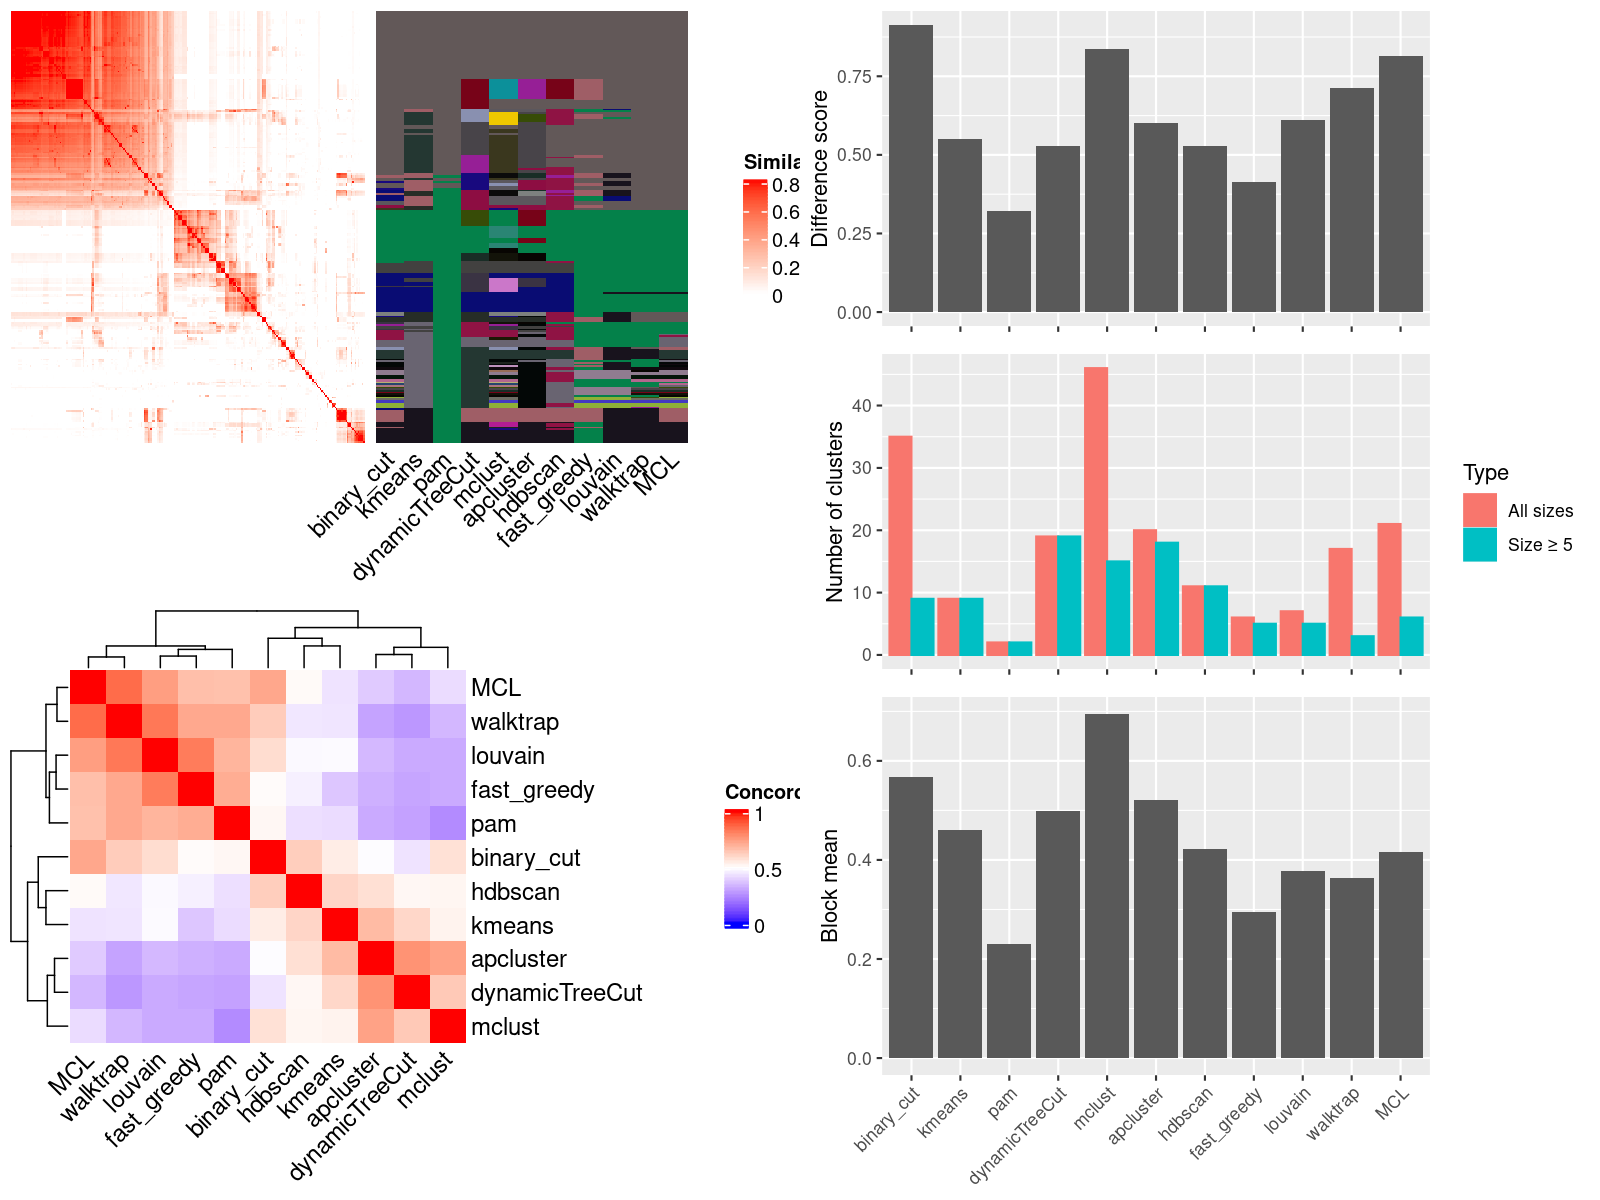 Simila
0.8
0.6
0.4
0.2
0
binary_cut
kmeans
pam
dynamicTreeCut
mclust
apcluster
hdbscan
fast_greedy
louvain
walktrap
MCL
Difference score
0.75
0.50
0.25
0.00
Number of clusters
40
30
20
10
0
Type
All sizes
Size ≥ 5
MCL
walktrap
louvain
fast_greedy
pam
binary_cut
hdbscan
kmeans
apcluster
dynamicTreeCut
mclust
MCL
walktrap
louvain
fast_greedy
pam
binary_cut
hdbscan
kmeans
apcluster
dynamicTreeCut
mclust
Concord
1
0.5
0
Block mean
0.6
0.4
0.2
0.0
binary_cut
kmeans
pam
dynamicTreeCut
mclust
apcluster
hdbscan
fast_greedy
louvain
walktrap
MCL